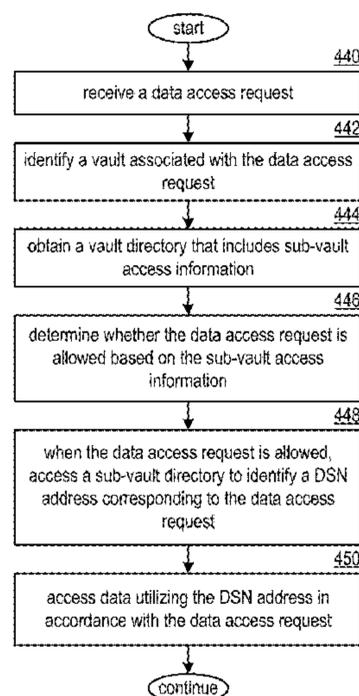 start
440
receive a data access request
442
identify a vault associated with the data access
request
444
obtain a vault directory that includes sub-vault
access information
446
determine whether the data access request is
allowed based on the sub-vault access
information
448
when the data access request is allowed,
access a sub-vault directory to identify a DSN
address corresponding to the data access
request
450
access data utilizing the DSN address in
accordance with the data access request
continue